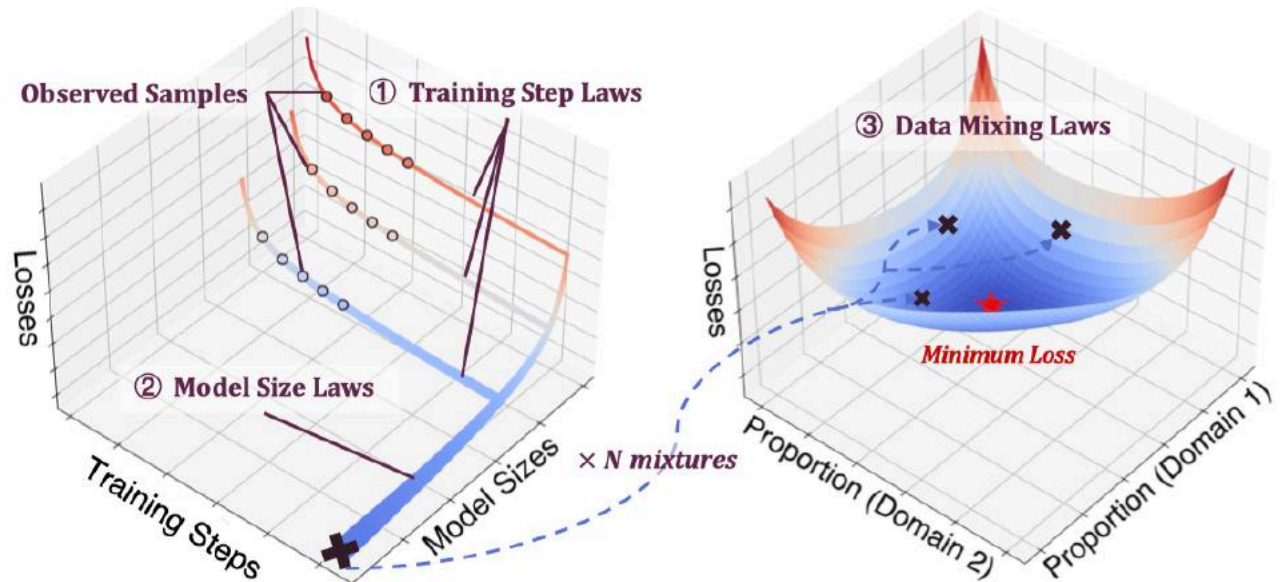 Observed Samples
① Training Step Laws
② Model Size Laws
Losses
Training Steps
Model Sizes
× N mixtures
③ Data Mixing Laws
Minimum Loss
Losses
Proportion (Domain 2)
Proportion (Domain 1)